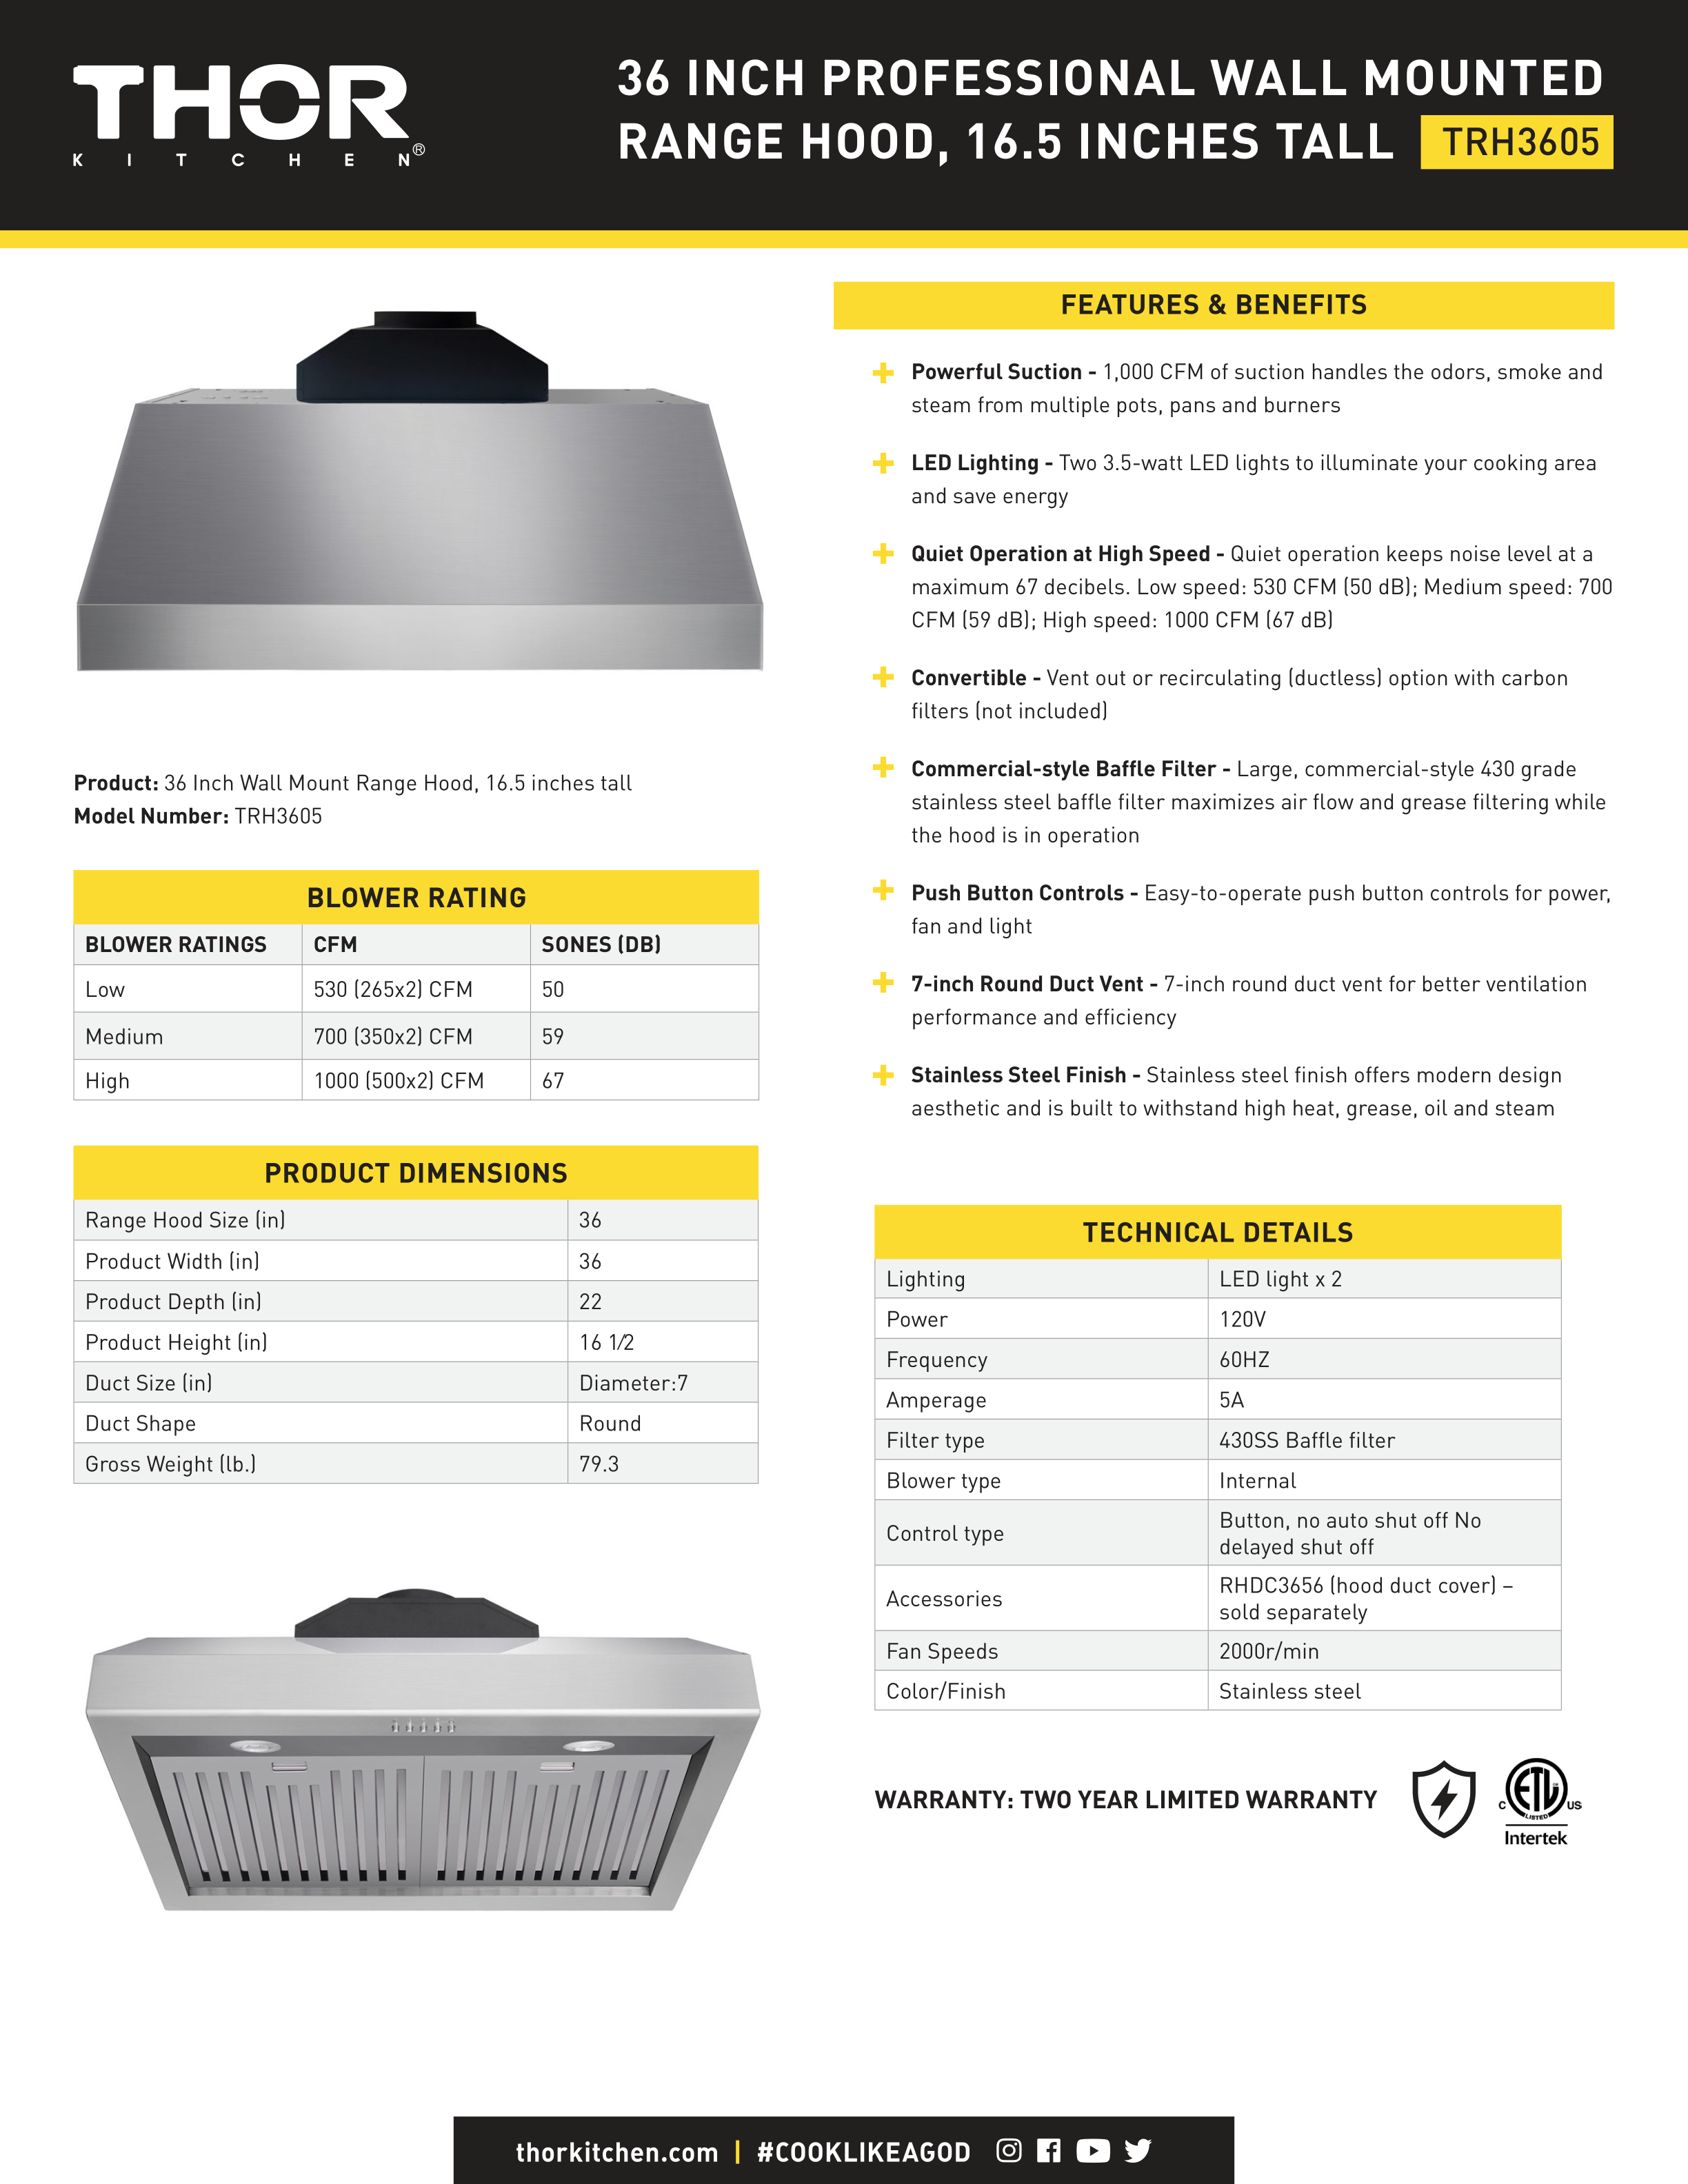 THOR
KITCHEN®
36 INCH PROFESSIONAL WALL MOUNTED
RANGE HOOD, 16.5 INCHES TALL TRH3605
Product: 36 Inch Wall Mount Range Hood, 16.5 inches tall
Model Number: TRH3605
BLOWER RATING
BLOWER RATINGS CFM SONES (DB)
Low 530 (265x2) CFM 50
Medium 700 (350x2) CFM 59
High 1000 (500x2) CFM 67
PRODUCT DIMENSIONS
Range Hood Size (in) 36
Product Width (in) 36
Product Depth (in) 22
Product Height (in) 16 1/2
Duct Size (in) Diameter:7
Duct Shape Round
Gross Weight (lb.) 79.3
FEATURES & BENEFITS
Powerful Suction - 1,000 CFM of suction handles the odors, smoke and
steam from multiple pots, pans and burners
LED Lighting - Two 3.5-watt LED lights to illuminate your cooking area
and save energy
Quiet Operation at High Speed - Quiet operation keeps noise level at a
maximum 67 decibels. Low speed: 530 CFM (50 dB); Medium speed: 700
CFM (59 dB); High speed: 1000 CFM (67 dB)
Convertible - Vent out or recirculating (ductless) option with carbon
filters (not included)
Commercial-style Baffle Filter - Large, commercial-style 430 grade
stainless steel baffle filter maximizes air flow and grease filtering while
the hood is in operation
Push Button Controls - Easy-to-operate push button controls for power,
fan and light
7-inch Round Duct Vent - 7-inch round duct vent for better ventilation
performance and efficiency
Stainless Steel Finish - Stainless steel finish offers modern design
aesthetic and is built to withstand high heat, grease, oil and steam
TECHNICAL DETAILS
Lighting LED light x 2
Power 120V
Frequency 60HZ
Amperage 5A
Filter type 430SS Baffle filter
Blower type Internal
Control type Button, no auto shut off No
delayed shut off
Accessories RHDC3656 (hood duct cover) –
sold separately
Fan Speeds 2000r/min
Color/Finish Stainless steel
WARRANTY: TWO YEAR LIMITED WARRANTY
C ETL US
LISTED
Intertek
thorkitchen.com | #COOKLIKEAGOD